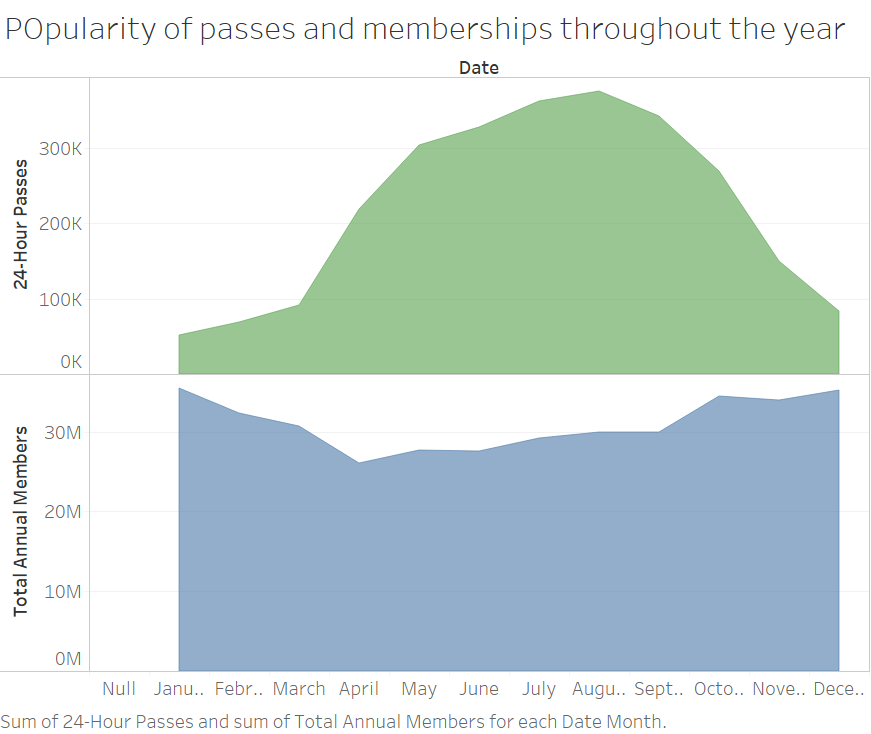 POpularity of passes and memberships throughout the year
Date
24-Hour Passes
300K
200K
100K
0K
Total Annual Members
30M
20M
10M
0M
Null Janu.. Febr.. March April May June July Augu.. Sept.. Octo.. Nove.. Dece..
Sum of 24-Hour Passes and sum of Total Annual Members for each Date Month.